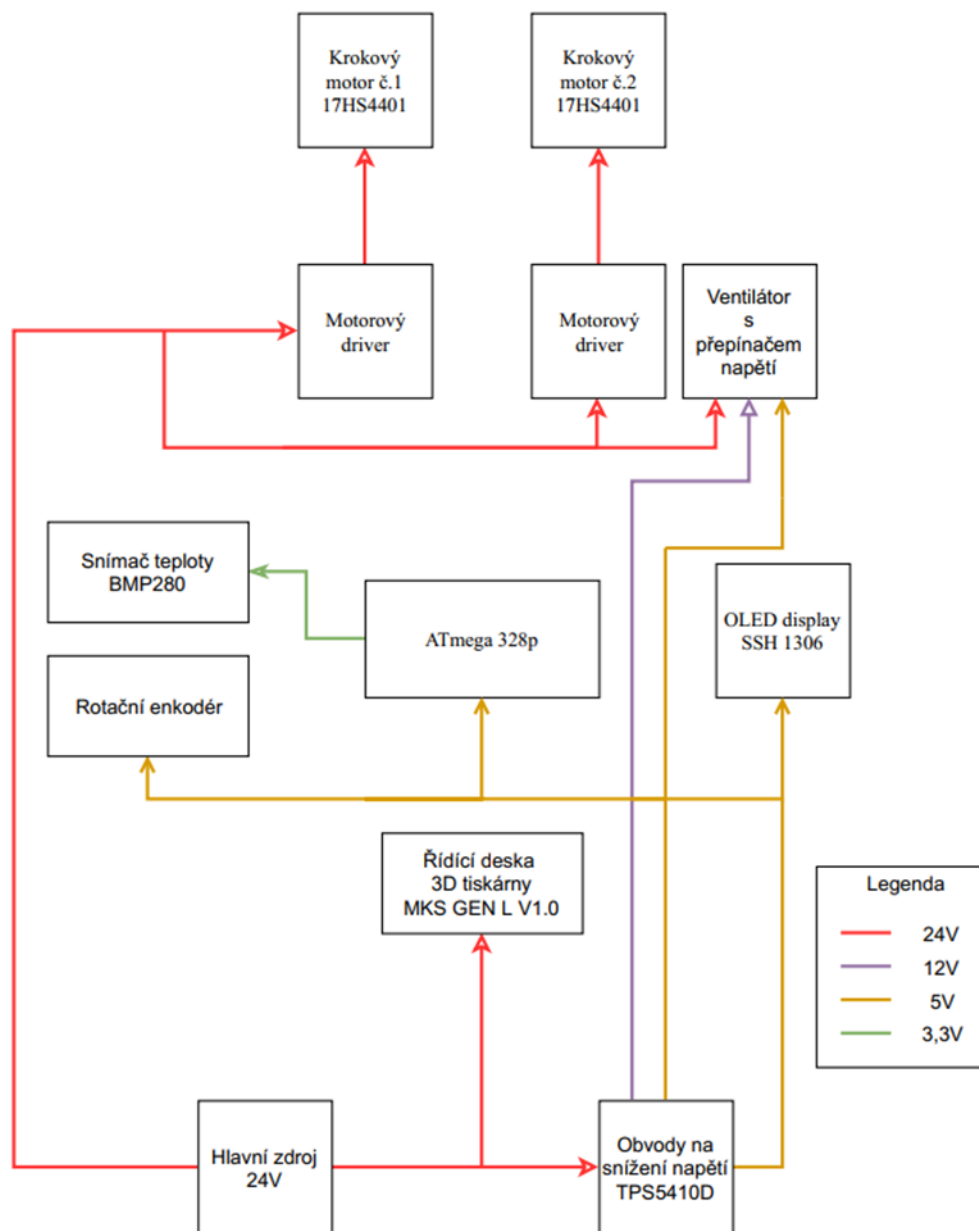 Krokový
motor č.1
17HS4401
Krokový
motor č.2
17HS4401
Motorový
driver
Motorový
driver
Ventilátor
s
přepínačem
napětí
Snímač teploty
BMP280
ATmega 328p
OLED display
SSH 1306
Rotační enkodér
Řídící deska
3D tiskárny
MKS GEN L V1.0
Legenda
24V
12V
5V
3,3V
Hlavní zdroj
24V
Obvody na
snížení napětí
TPS5410D